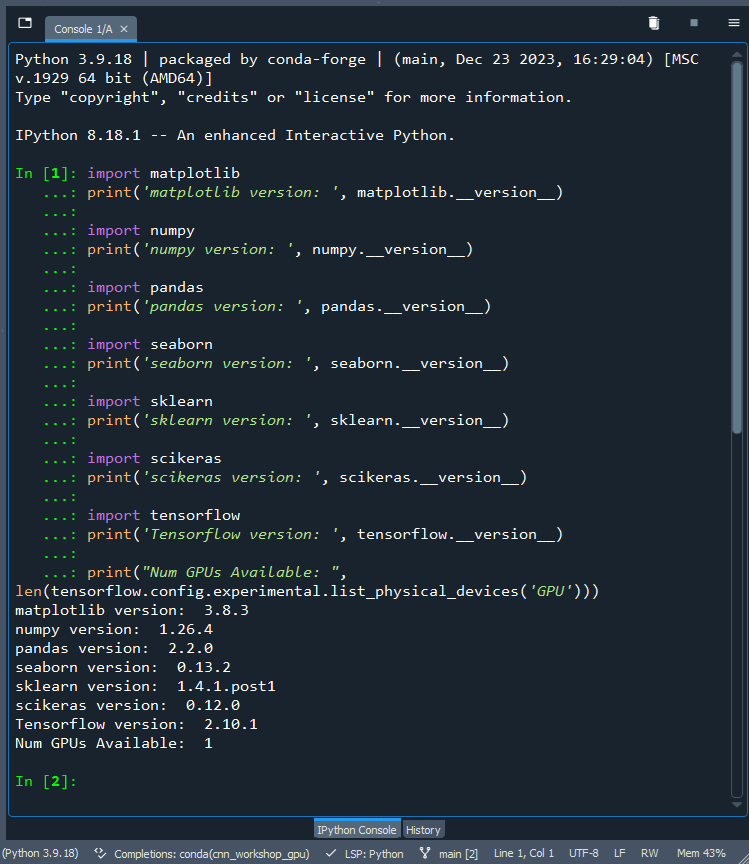 Console 1/A
Python 3.9.18 | packaged by conda-forge | (main, Dec 23 2023, 16:29:04) [MSC
v.1929 64 bit (AMD64)]
Type "copyright", "credits" or "license" for more information.
IPython 8.18.1 -- An enhanced Interactive Python.
In [1]: import matplotlib
...: print('matplotlib version: ', matplotlib.__version__)
...:
...: import numpy
...: print('numpy version: ', numpy.__version__)
...:
...: import pandas
...: print('pandas version: ', pandas.__version__)
...:
...: import seaborn
...: print('seaborn version: ', seaborn.__version__)
...:
...: import sklearn
...: print('sklearn version: ', sklearn.__version__)
...:
...: import scikeras
...: print('scikeras version: ', scikeras.__version__)
...:
...: import tensorflow
...: print('Tensorflow version: ', tensorflow.__version__)
...:
...: print("Num GPUs Available: ",
len(tensorflow.config.experimental.list_physical_devices('GPU')))
matplotlib version:  3.8.3
numpy version:  1.26.4
pandas version:  2.2.0
seaborn version:  0.13.2
sklearn version:  1.4.1.post1
scikeras version:  0.12.0
Tensorflow version:  2.10.1
Num GPUs Available:  1
In [2]:
IPython Console History
(Python 3.9.18) Completions: conda(cnn_workshop_gpu) LSP: Python main [2] Line 1, Col 1 UTF-8 LF RW Mem 43%